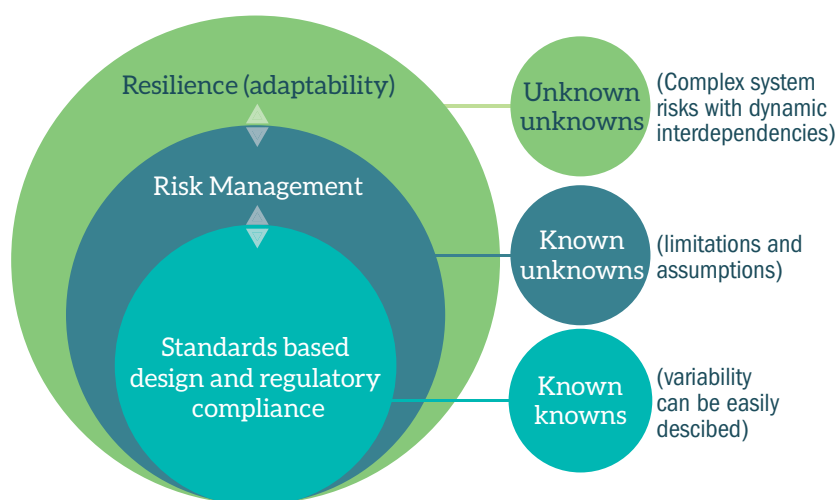 Resilience (adaptability)
Risk Management
Standards based
design and regulatory
compliance
Unknown
unknowns
(Complex system
risks with dynamic
interdependencies)
Known
unknowns
(limitations and
assumptions)
Known
knowns
(variability
can be easily
descibed)